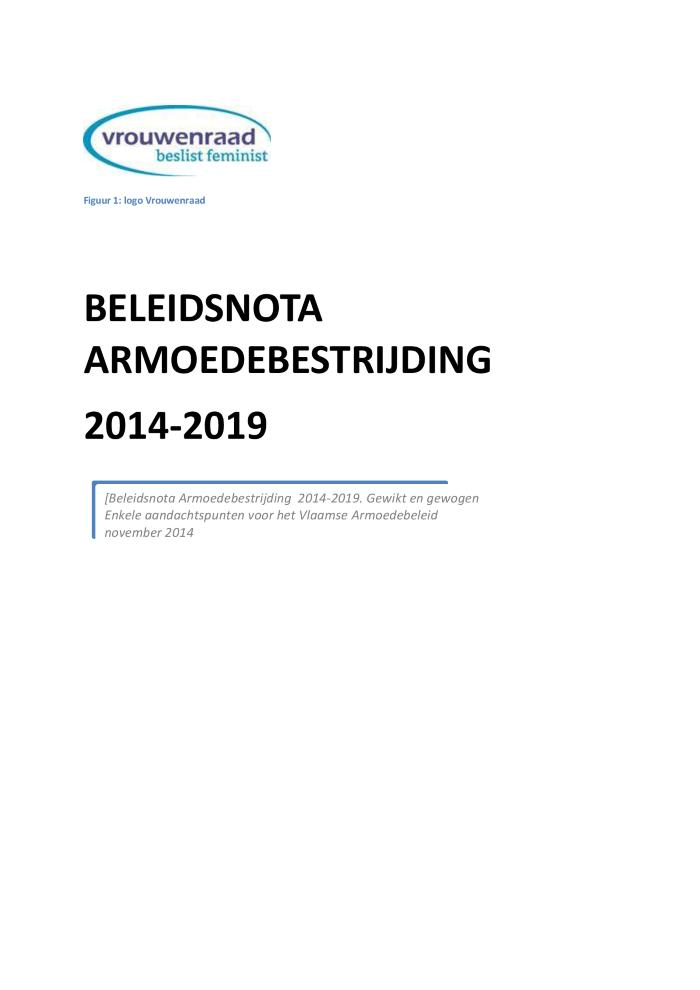 vrouwenraad
beslist feminist
Figuur 1: logo Vrouwenraad
BELEIDSNOTA
ARMOEDEBESTRIJDING
2014-2019
[Beleidsnota Armoedebestrijding  2014-2019. Gewikt en gewogen
Enkele aandachtspunten voor het Vlaamse Armoedebeleid
november 2014